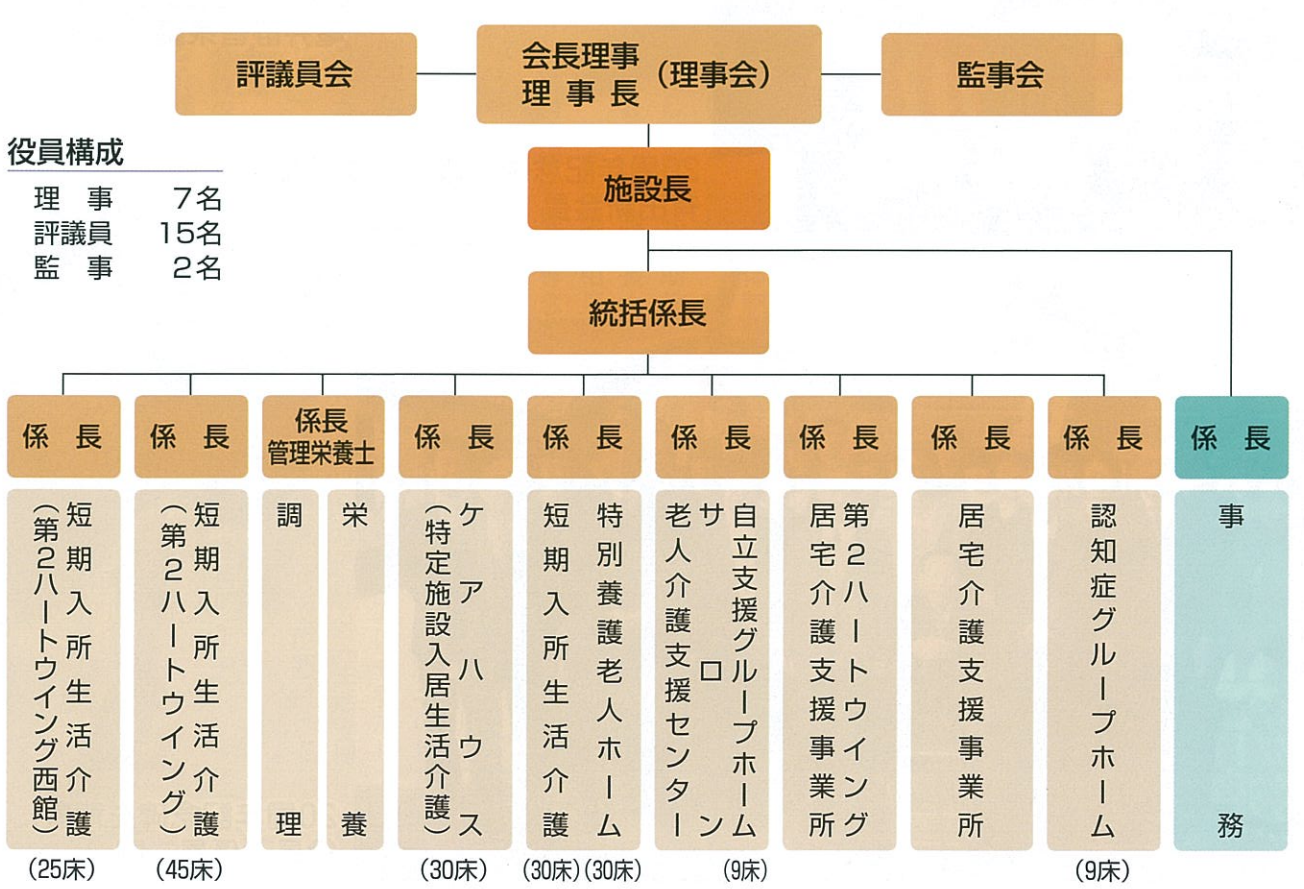 評議員会
会長理事
理事長
(理事会)
監事会
役員構成
理事 7名
評議員 15名
監事 2名
施設長
統括係長
係長
係長
係長
管理栄養士
係長
係長
係長
係長
係長
係長
係長
短期入所生活介護
(第2ハートウイング西館)
短期入所生活介護
(第2ハートウイング)
栄養
調理
ケアハウス
(特定施設入居生活介護)
特別養護老人ホーム
短期入所生活介護
自立支援グループホーム
サロン
老人介護支援センター
第2ハートウイング
居宅介護支援事業所
居宅介護支援事業所
認知症グループホーム
事務
(25床)
(45床)
(30床)
(30床)
(30床)
(9床)
(9床)